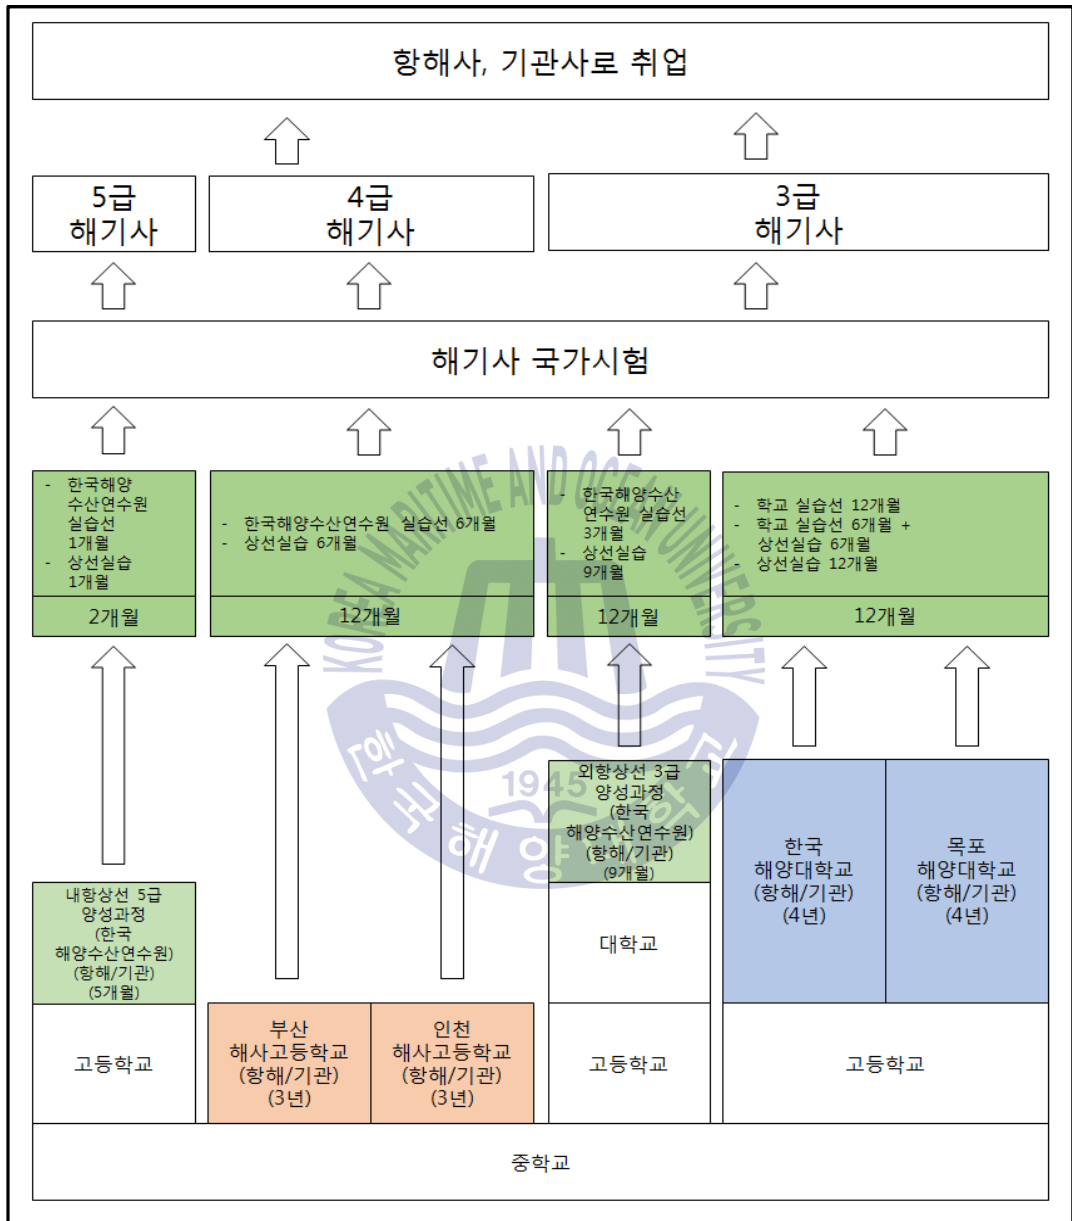 항해사, 기관사로 취업
5급
해기사
4급
해기사
3급
해기사
해기사 국가시험
- 한국해양
수산연수원
실습선
1개월
- 상선실습
1개월
2개월
- 한국해양수산연수원 실습선 6개월
- 상선실습 6개월
12개월
- 한국해양수산
연수원 실습선
3개월
- 상선실습
9개월
12개월
- 학교 실습선 12개월
- 학교 실습선 6개월 +
상선실습 6개월
- 상선실습 12개월
12개월
KOREA MARITIME AND OCEAN UNIVERSITY
1945
한국해양대학교
내항상선 5급
양성과정
(한국
해양수산연수원)
(항해/기관)
(5개월)
고등학교
부산
해사고등학교
(항해/기관)
(3년)
인천
해사고등학교
(항해/기관)
(3년)
외항상선 3급
양성과정
(한국
해양수산연수원)
(항해/기관)
(9개월)
대학교
고등학교
한국
해양대학교
(항해/기관)
(4년)
목포
해양대학교
(항해/기관)
(4년)
고등학교
중학교